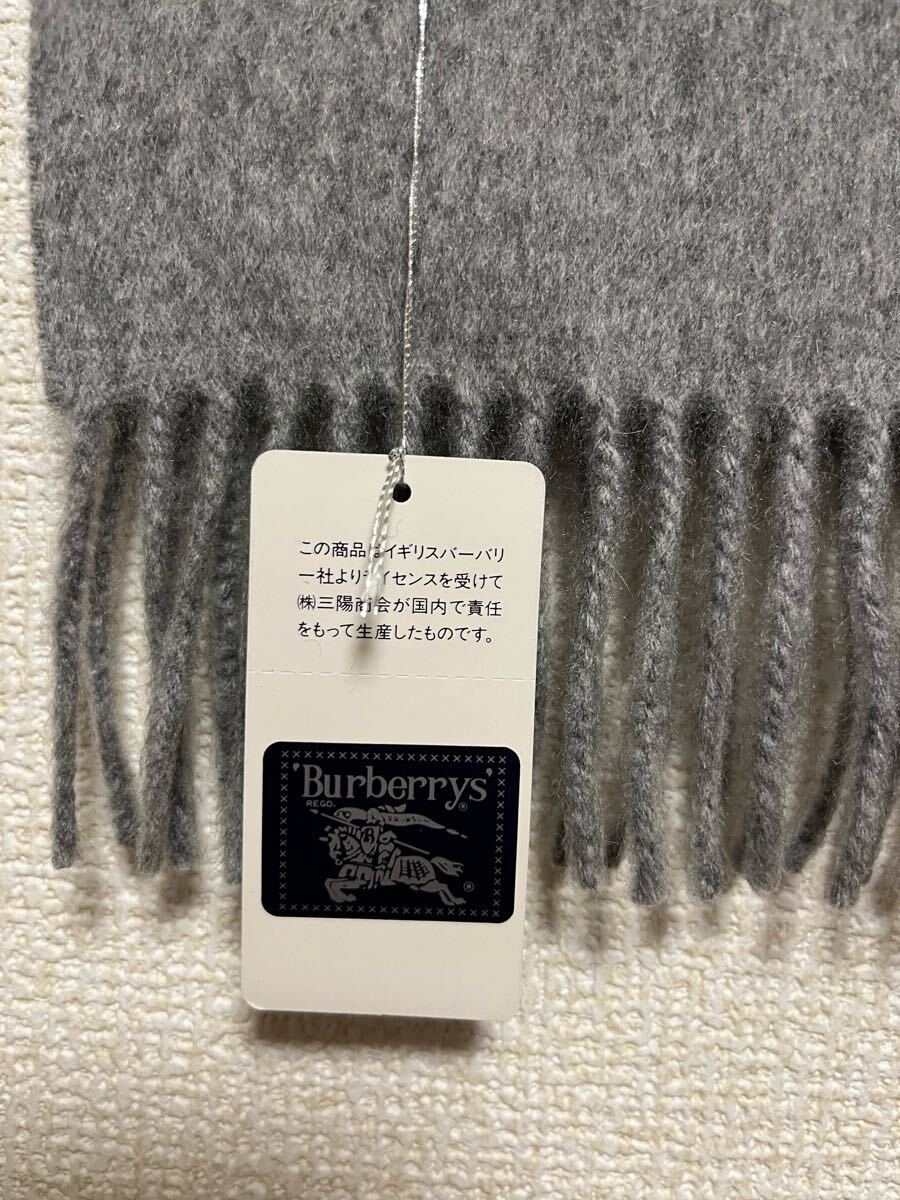 この商品はイギリスバーバリ
ー社よりライセンスを受けて
㈱三陽商会が国内で責任
をもって生産したものです。
'Burberrys'®
REGD.
®